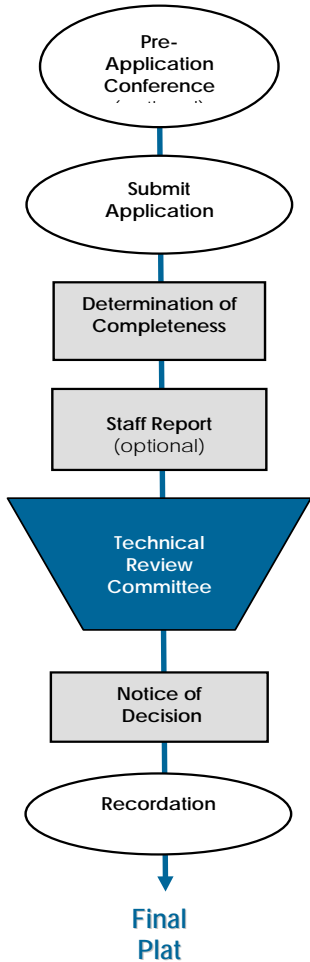 Pre-
Application
Conference
Submit
Application
Determination of
Completeness
Staff Report
(optional)
Technical
Review
Committee
Notice of
Decision
Recordation
Final
Plat